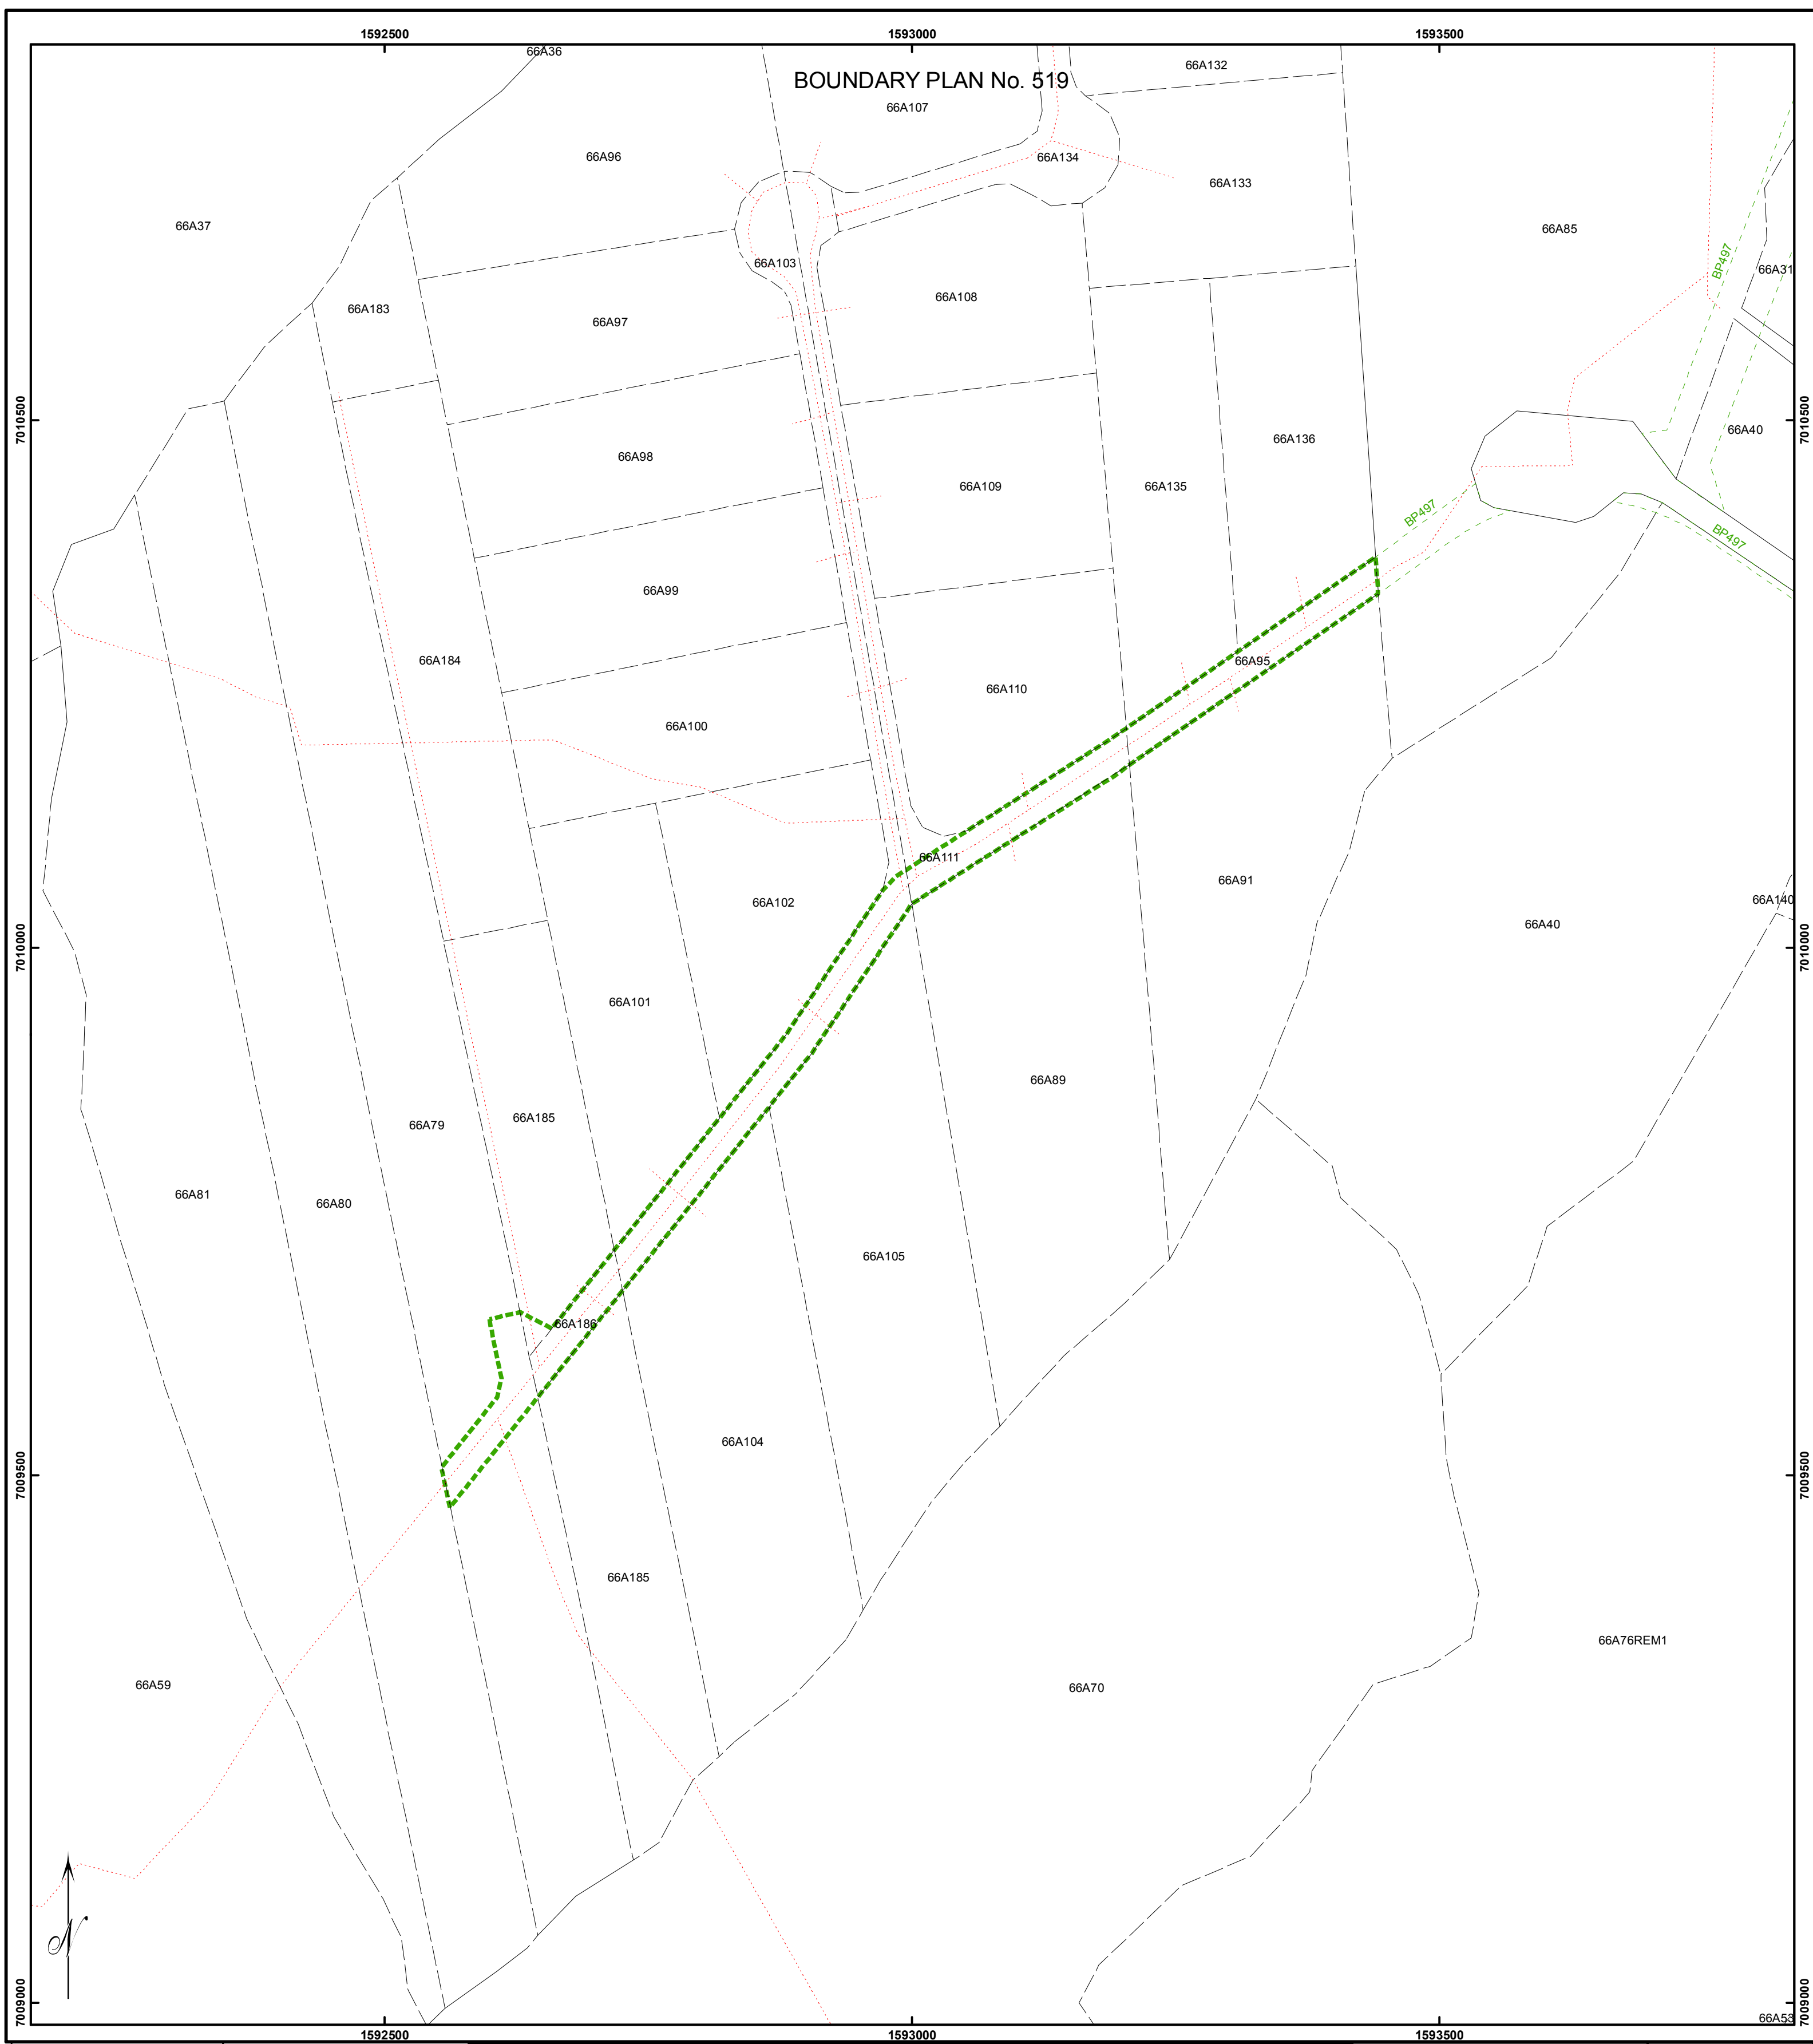 1592500 1593000 1593500
66A36
BOUNDARY PLAN No. 519
66A132
66A107
66A96
66A134
66A133
66A37
66A85
BP497
66A103
66A31
66A108
66A183
66A97
7010500
7010500
66A40
66A136
66A98
66A109
66A135
BP497
BP497
66A99
66A184
66A95
66A110
66A100
66A111
66A91
66A102
66A140
66A40
7010000
7010000
66A101
66A89
66A185
66A79
66A81
66A80
66A105
66A186
66A104
7009500
7009500
66A185
66A76REM1
66A59
66A70
N
7009000
7009000
66A53
1592500 1593000 1593500